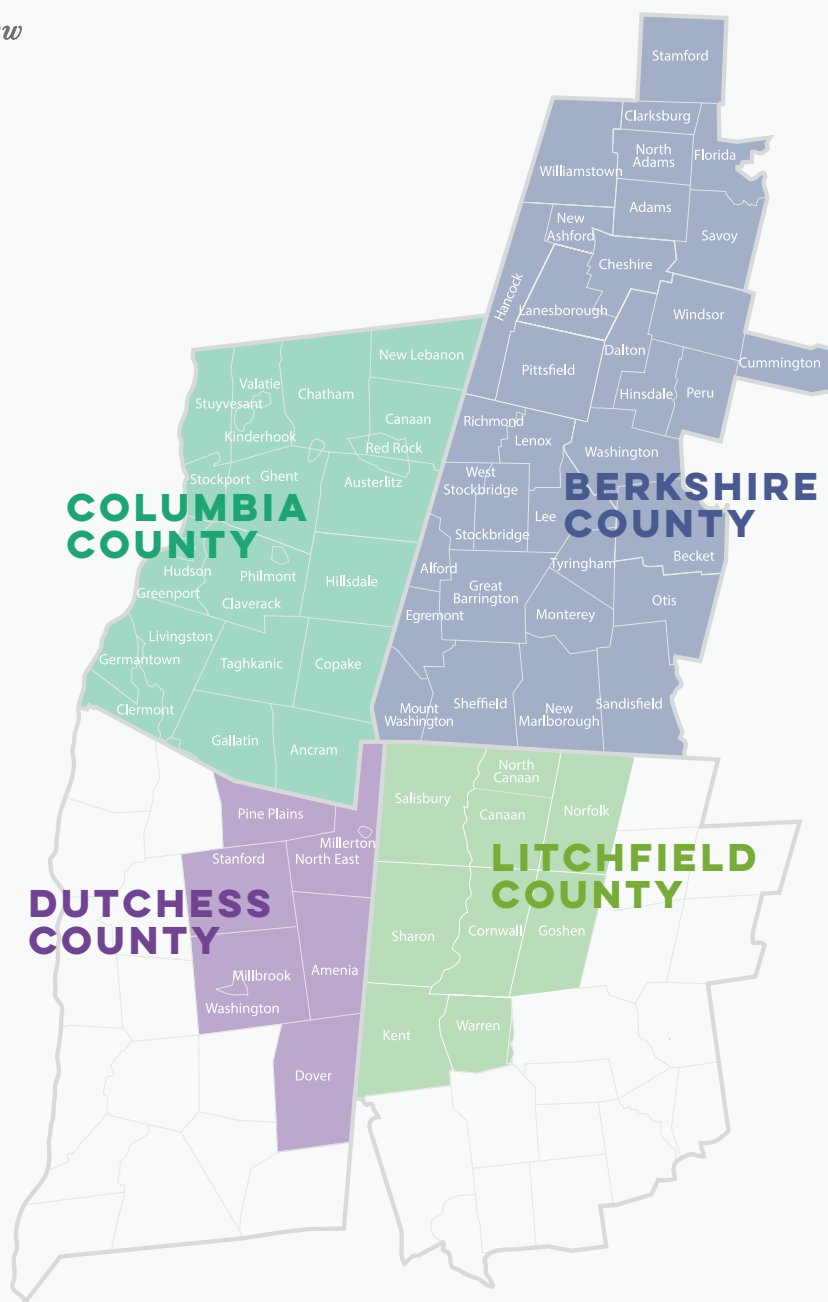 Stamford
Clarksburg
North
Adams
Florida
Williamstown
Adams
New
Ashford
Savoy
Cheshire
Hancock
Lanesborough
Windsor
New Lebanon
Dalton
Cummington
Pittsfield
Valatie
Chatham
Hinsdale
Peru
Stuyvesant
Canaan
Richmond
Kinderhook
Red Rock
Lenox
Washington
Stockport
Ghent
Austerlitz
West
Stockbridge
BERKSHIRE
COUNTY
COLUMBIA
COUNTY
Lee
Stockbridge
Becket
Hudson
Philmont
Hillsdale
Alford
Tyringham
Greenport
Claverack
Great
Barrington
Otis
Egremont
Monterey
Livingston
Germantown
Taghkanic
Copake
Clermont
Mount
Washington
Sheffield
New
Marlborough
Sandisfield
Gallatin
Ancram
North
Canaan
Salisbury
Pine Plains
Canaan
Norfolk
Millerton
Stanford
North East
LITCHFIELD
COUNTY
DUTCHESS
COUNTY
Sharon
Cornwall
Goshen
Millbrook
Amenia
Washington
Kent
Warren
Dover